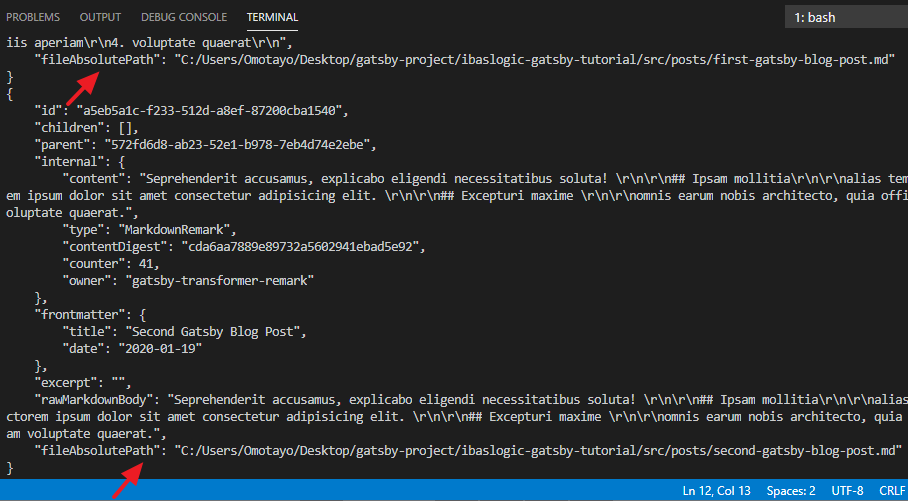 PROBLEMS OUTPUT DEBUG CONSOLE TERMINAL 1: bash
iis aperiam\r\n4. voluptate quaerat\r\n",
"fileAbsolutePath": "C:/Users/Omotayo/Desktop/gatsby-project/ibaslogic-gatsby-tutorial/src/posts/first-gatsby-blog-post.md"
}
{
"id": "a5eb5a1c-f233-512d-a8ef-87200cba1540",
"children": [],
"parent": "572fd6d8-ab23-52e1-b978-7eb4d74e2ebe",
"internal": {
"content": "Seprehenderit accusamus, explicabo eligendi necessitatibus soluta! \r\n\r\n## Ipsam mollitia\r\n\r\nalias tem
em ipsum dolor sit amet consectetur adipisicing elit. \r\n\r\n## Excepturi maxime \r\n\r\nomnis earum nobis architecto, quia offi
oluptate quaerat.",
"type": "MarkdownRemark",
"contentDigest": "cda6aa7889e89732a5602941ebad5e92",
"counter": 41,
"owner": "gatsby-transformer-remark"
},
"frontmatter": {
"title": "Second Gatsby Blog Post",
"date": "2020-01-19"
},
"excerpt": "",
"rawMarkdownBody": "Seprehenderit accusamus, explicabo eligendi necessitatibus soluta! \r\n\r\n## Ipsam mollitia\r\n\r\nalias
ctorem ipsum dolor sit amet consectetur adipisicing elit. \r\n\r\n## Excepturi maxime \r\n\r\nomnis earum nobis architecto, quia
am voluptate quaerat.",
"fileAbsolutePath": "C:/Users/Omotayo/Desktop/gatsby-project/ibaslogic-gatsby-tutorial/src/posts/second-gatsby-blog-post.md"
}
Ln 12, Col 13 Spaces: 2 UTF-8 CRLF